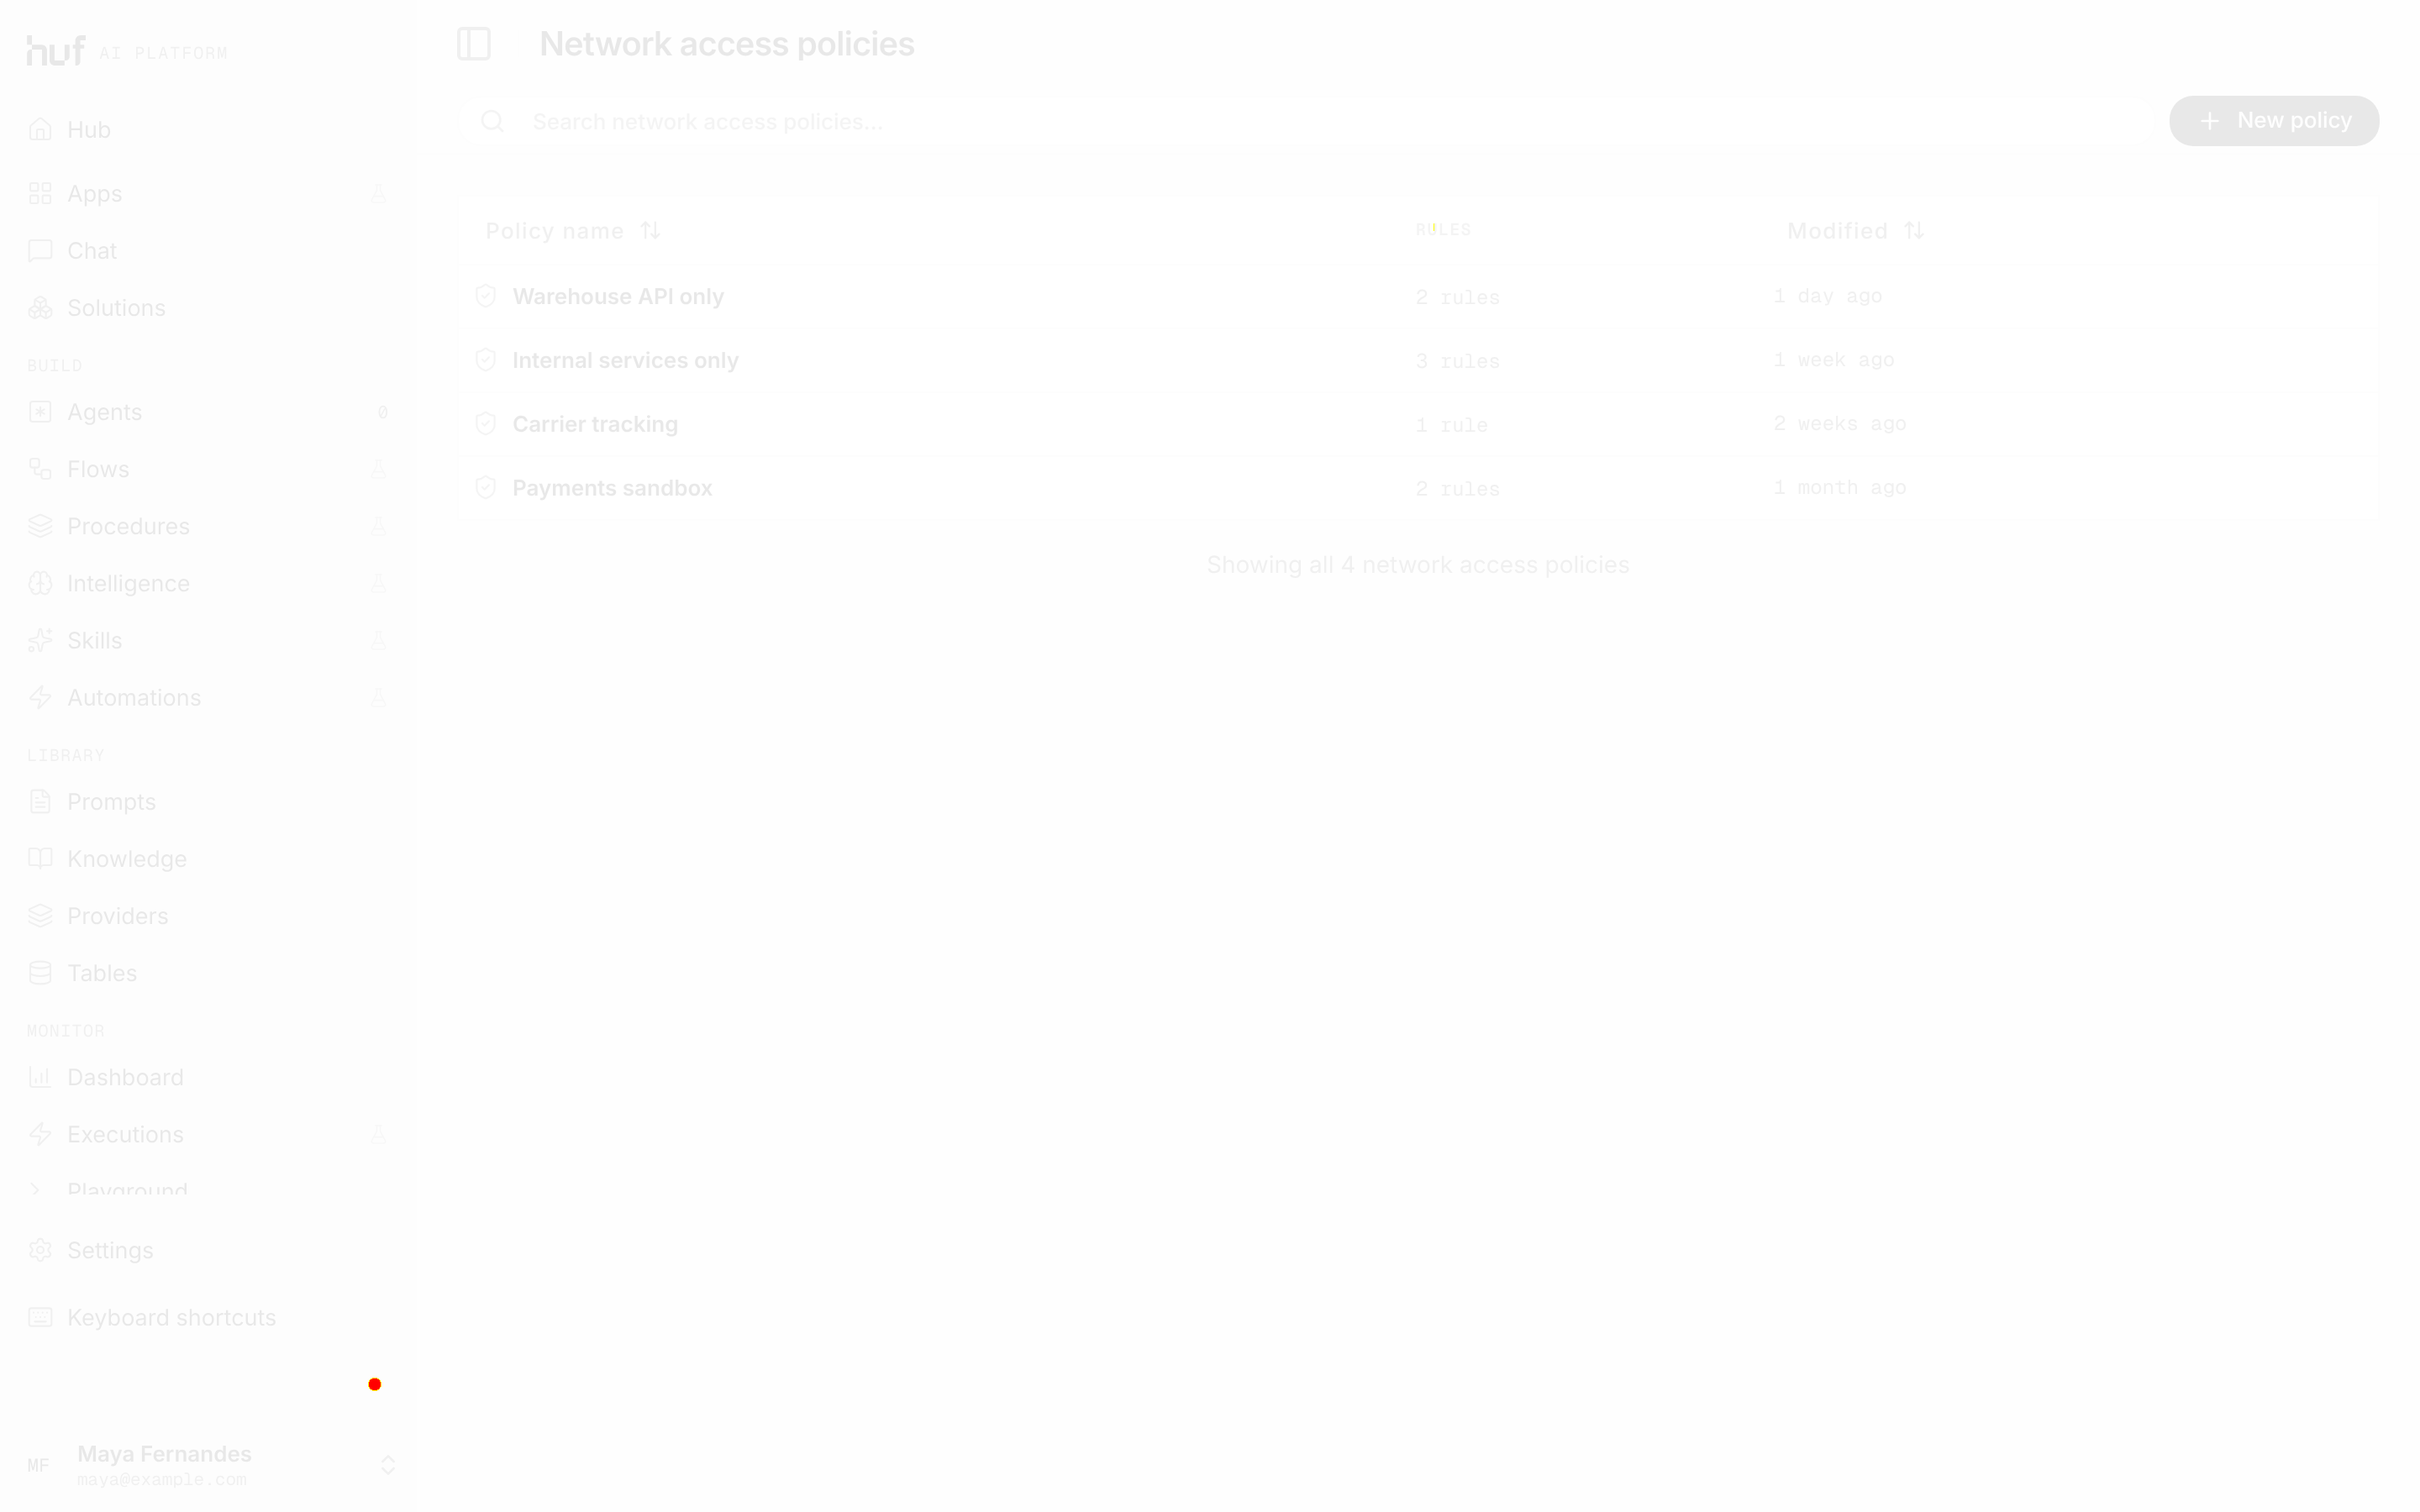 huf AI PLATFORM
Hub
Apps
Chat
Solutions
BUILD
Agents 0
Flows
Procedures
Intelligence
Skills
Automations
LIBRARY
Prompts
Knowledge
Providers
Tables
MONITOR
Dashboard
Executions
Playground
Settings
Keyboard shortcuts
MF
Maya Fernandes
maya@example.com
Network access policies
Search network access policies...
New policy
Policy name RULES Modified
Warehouse API only 2 rules 1 day ago
Internal services only 3 rules 1 week ago
Carrier tracking 1 rule 2 weeks ago
Payments sandbox 2 rules 1 month ago
Showing all 4 network access policies